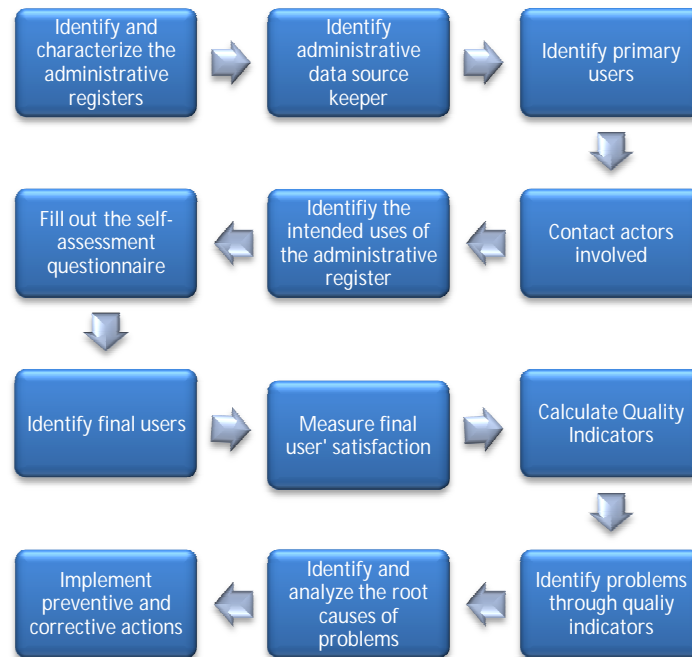 Identify and
characterize the
administrative
registers
Identify
administrative
data source
keeper
Identify primary
users
Contact actors
involved
Identifiy the
intended uses of
the administrative
register
Fill out the self-
assessment
questionnaire
Identify final users
Measure final
user' satisfaction
Calculate Quality
Indicators
Identify problems
through qualiy
indicators
Identify and
analyze the root
causes of
problems
Implement
preventive and
corrective actions